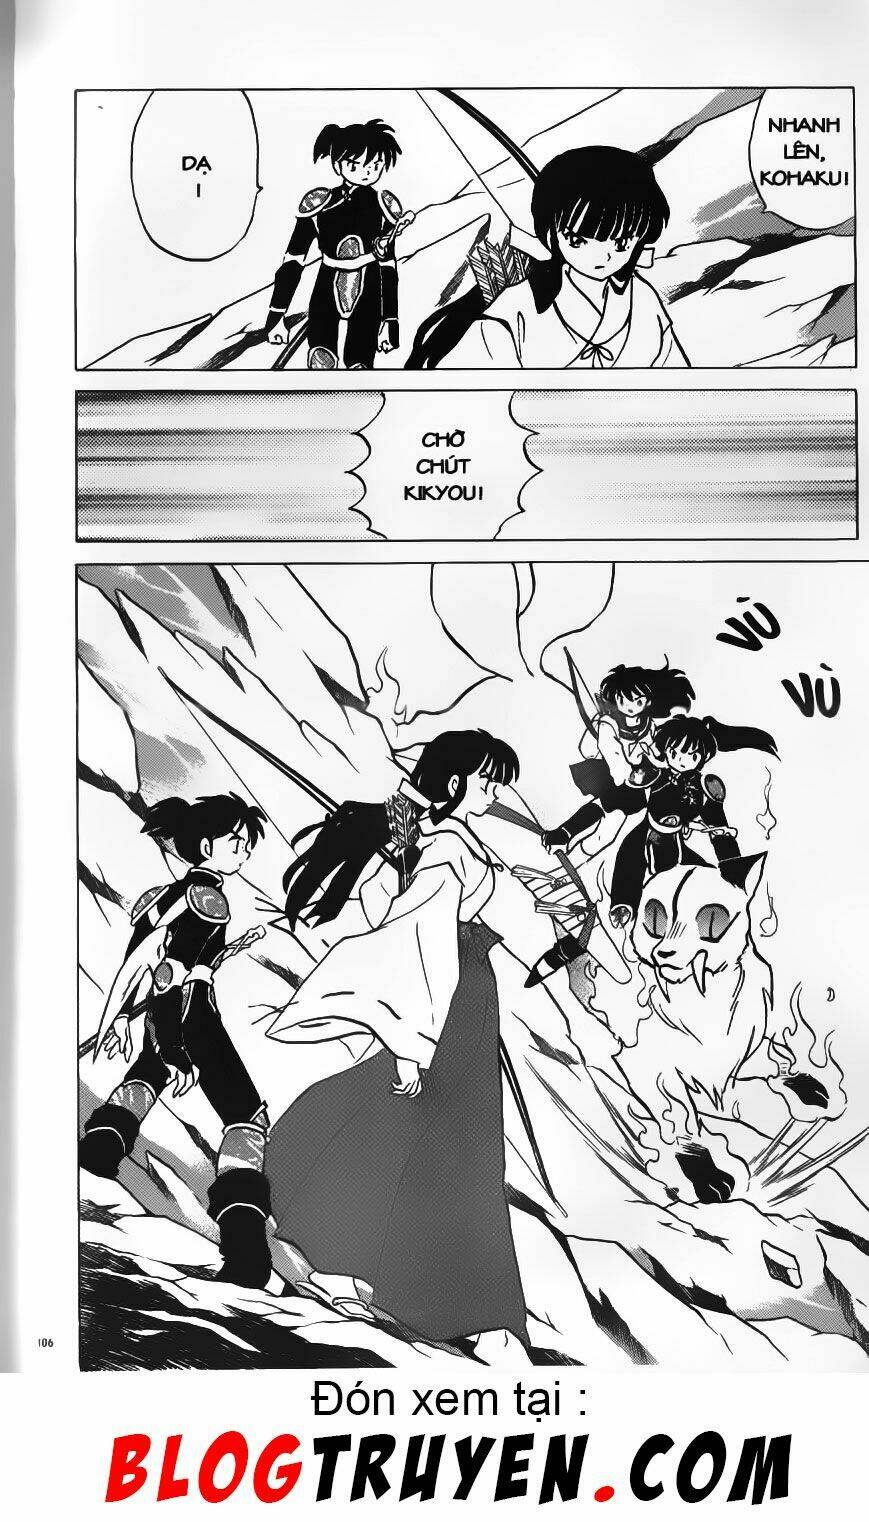 NHANH
LÊN,
KOHAKU!
DẠ
!
CHỜ
CHÚT
KIKYOU!
VÙ
VÙ
106
Đón xem tại :
BLOGTRUYEN.COM